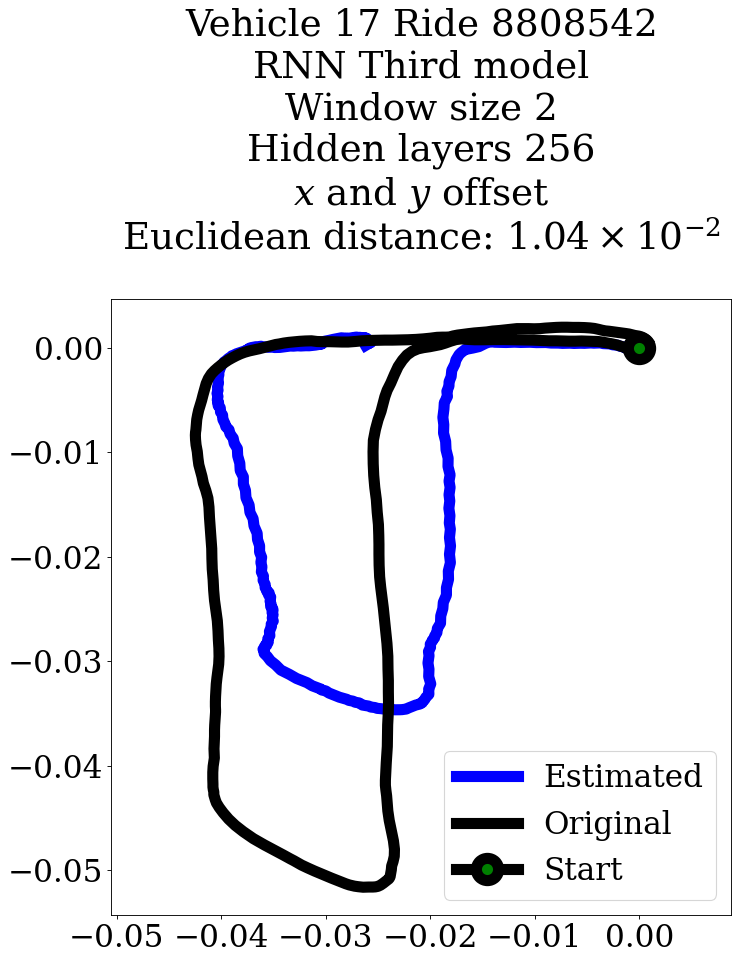 Vehicle 17 Ride 8808542
RNN Third model
Window size 2
Hidden layers 256
x and y offset
Euclidean distance: 1.04 × 10⁻²
0.00
−0.01
−0.02
−0.03
−0.04
−0.05
Estimated
Original
Start
−0.05 −0.04 −0.03 −0.02 −0.01 0.00